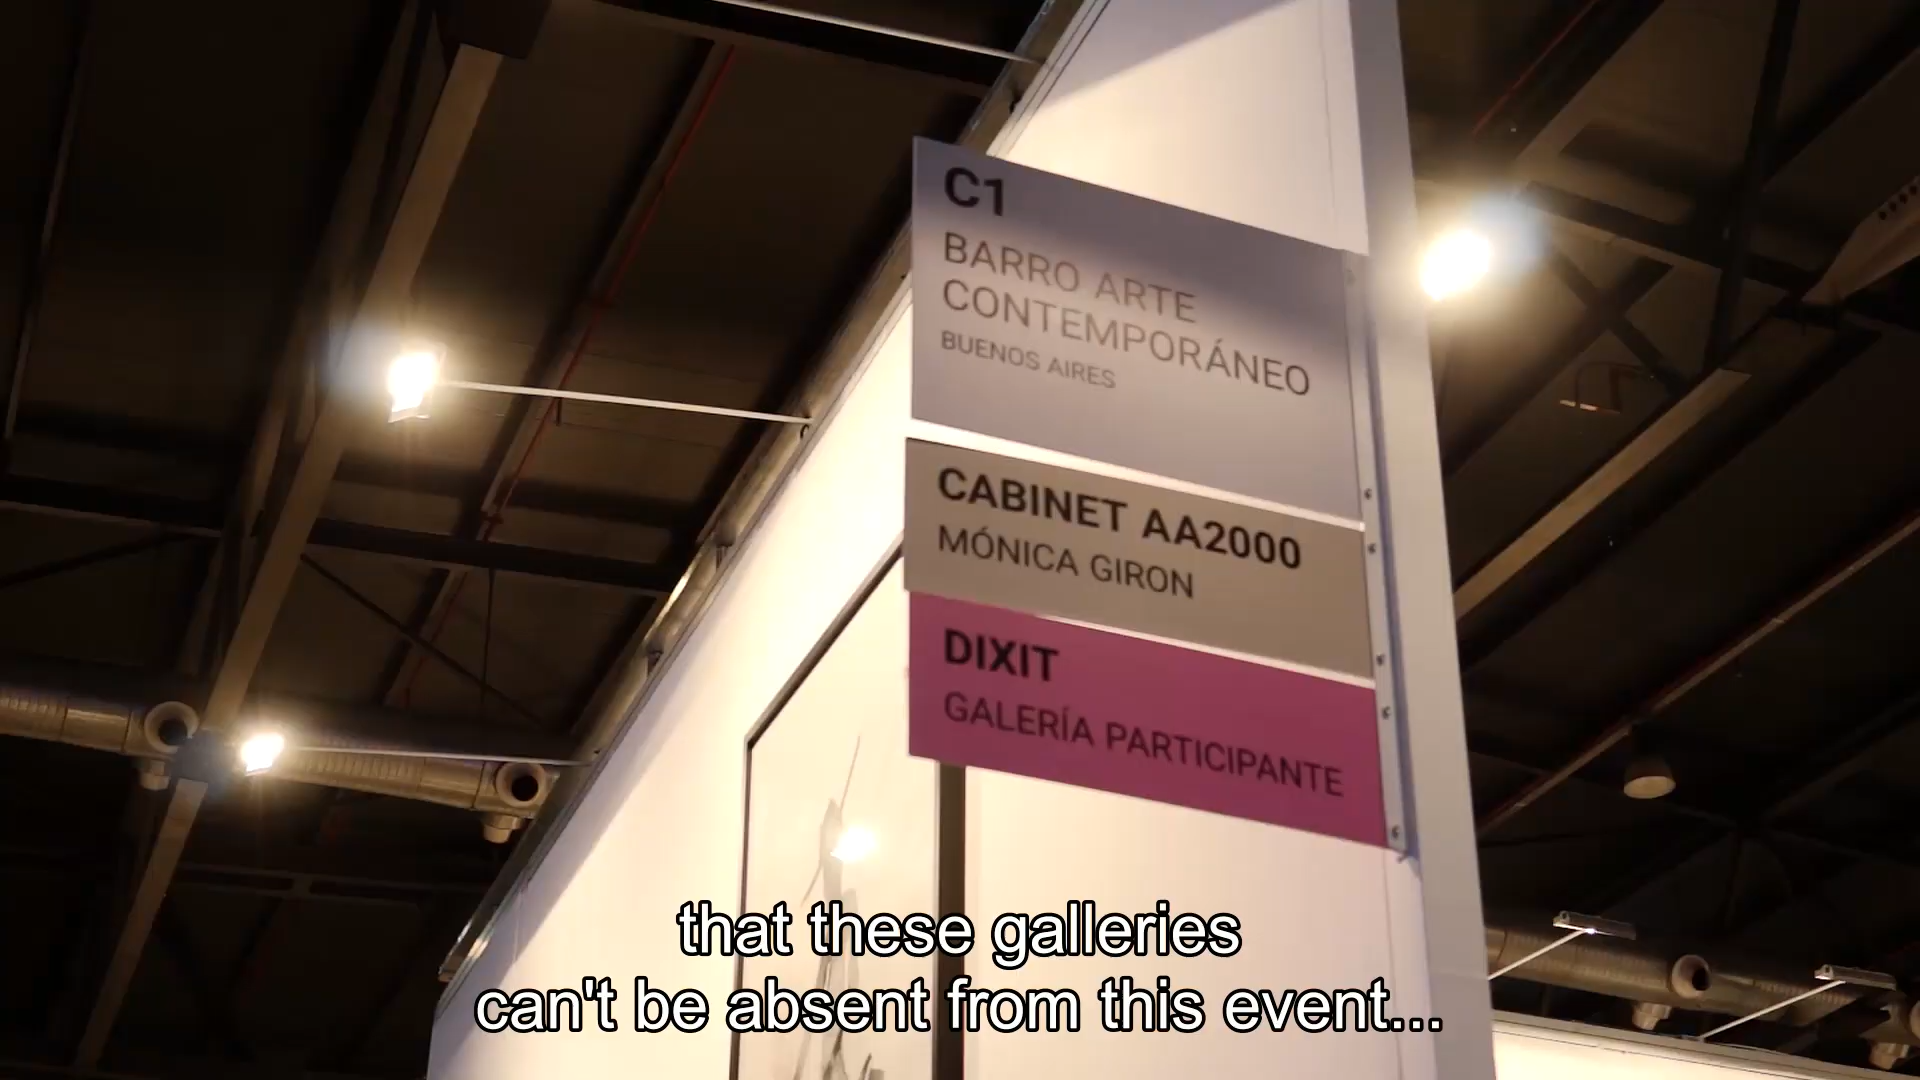 C1
BARRO ARTE
CONTEMPORÁNEO
BUENOS AIRES
CABINET AA2000
MÓNICA GIRON
DIXIT
GALERÍA PARTICIPANTE
that these galleries
can't be absent from this event...